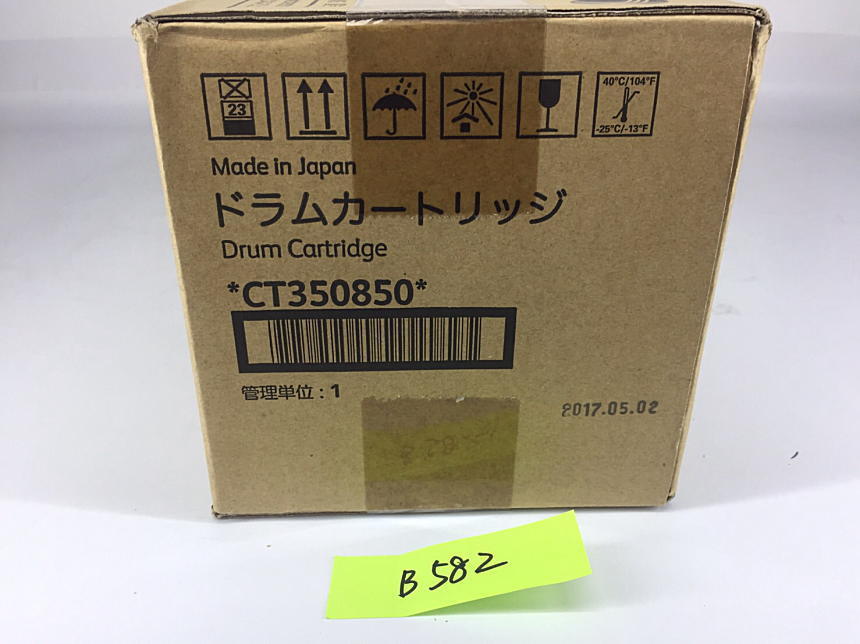 23
40°C/104°F
-25°C/-13°F
Made in Japan
ドラムカートリッジ
Drum Cartridge
*CT350850*
管理単位:1
2017.05.02
B582